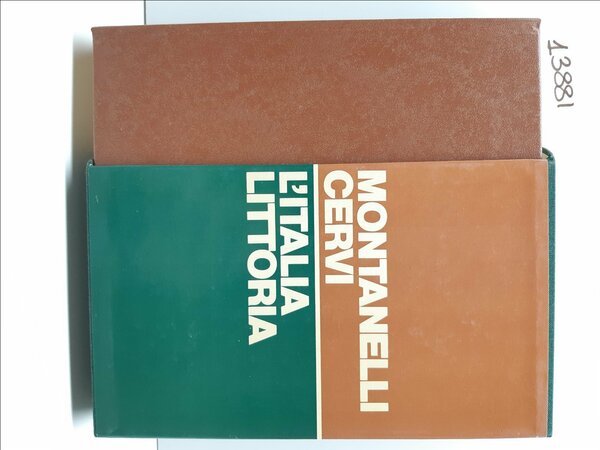 MONTANELLI
CERVI
L'ITALIA
LITTORIA
13881